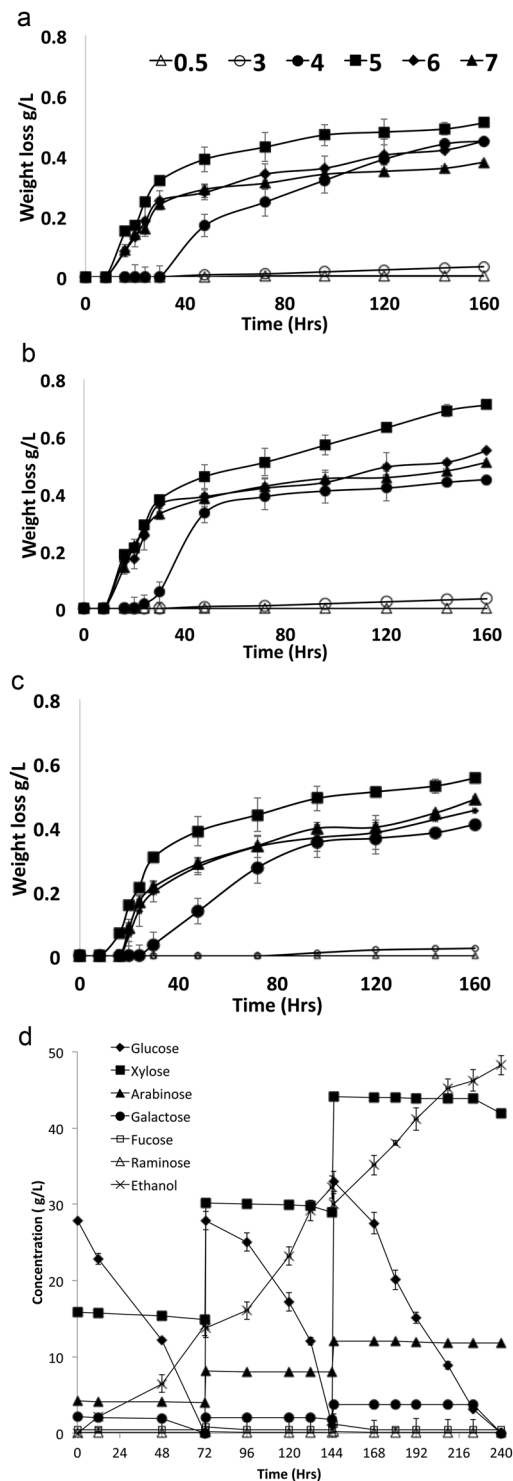 a
0.5 3 4 5 6 7
Weight loss g/L
0.8
0.6
0.4
0.2
0
0 40 80 120 160
Time (Hrs)
b
Weight loss g/L
0.8
0.6
0.4
0.2
0
0 40 80 120 160
Time (Hrs)
c
Weight loss g/L
0.8
0.6
0.4
0.2
0
0 40 80 120 160
Time (Hrs)
d
Glucose
Xylose
Arabinose
Galactose
Fucose
Raminose
Ethanol
Concentration ( g/L)
50
40
30
20
10
0
0 24 48 72 96 120 144 168 192 216 240
Time (Hrs)